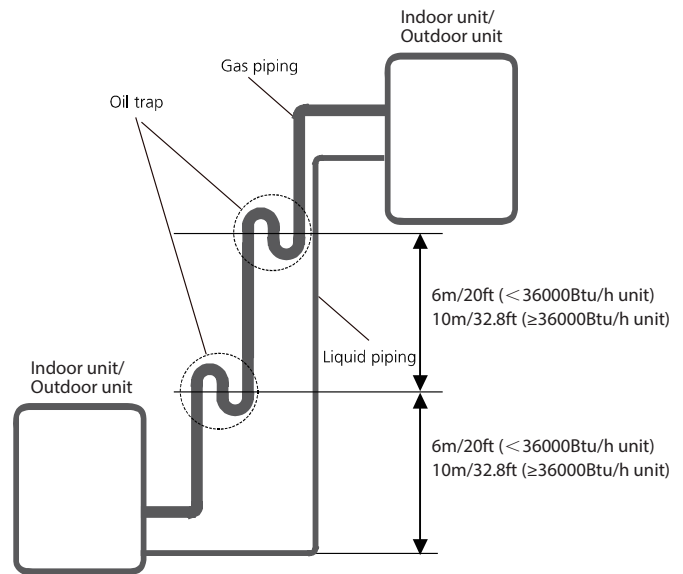 Indoor unit/
Outdoor unit
Gas piping
Oil trap
6m/20ft (<36000Btu/h unit)
10m/32.8ft (≥36000Btu/h unit)
Liquid piping
Indoor unit/
Outdoor unit
6m/20ft (<36000Btu/h unit)
10m/32.8ft (≥36000Btu/h unit)